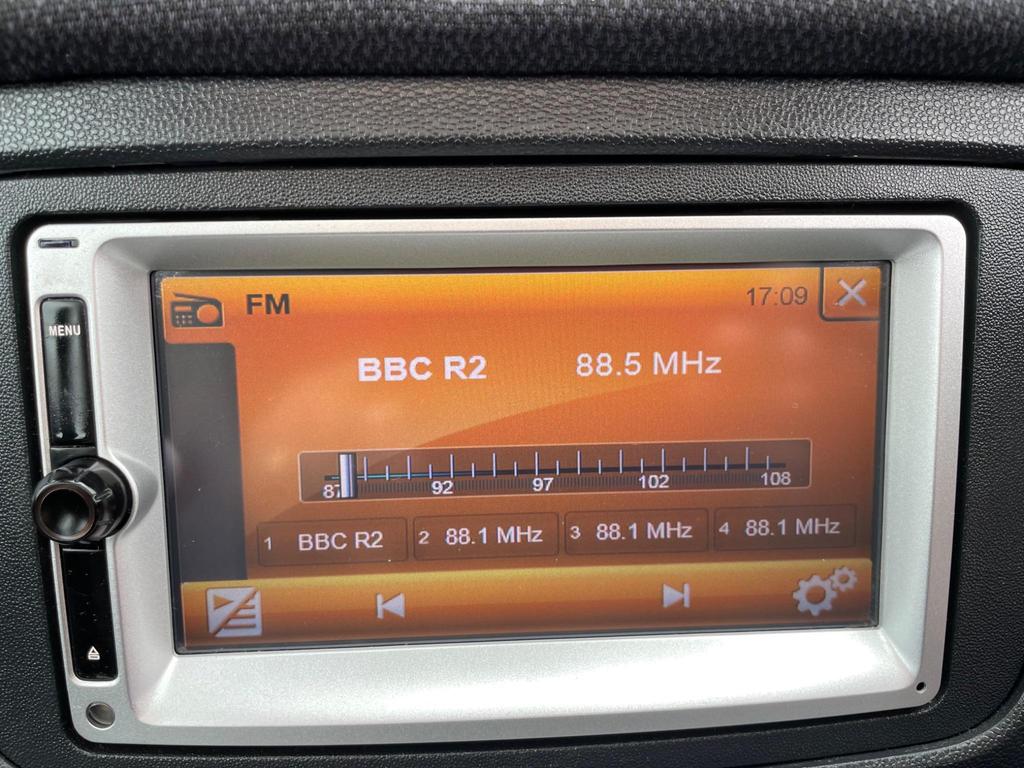 FM
17:09
MENU
BBC R2 88.5 MHz
87 92 97 102 108
1 BBC R2 2 88.1 MHz 3 88.1 MHz 4 88.1 MHz